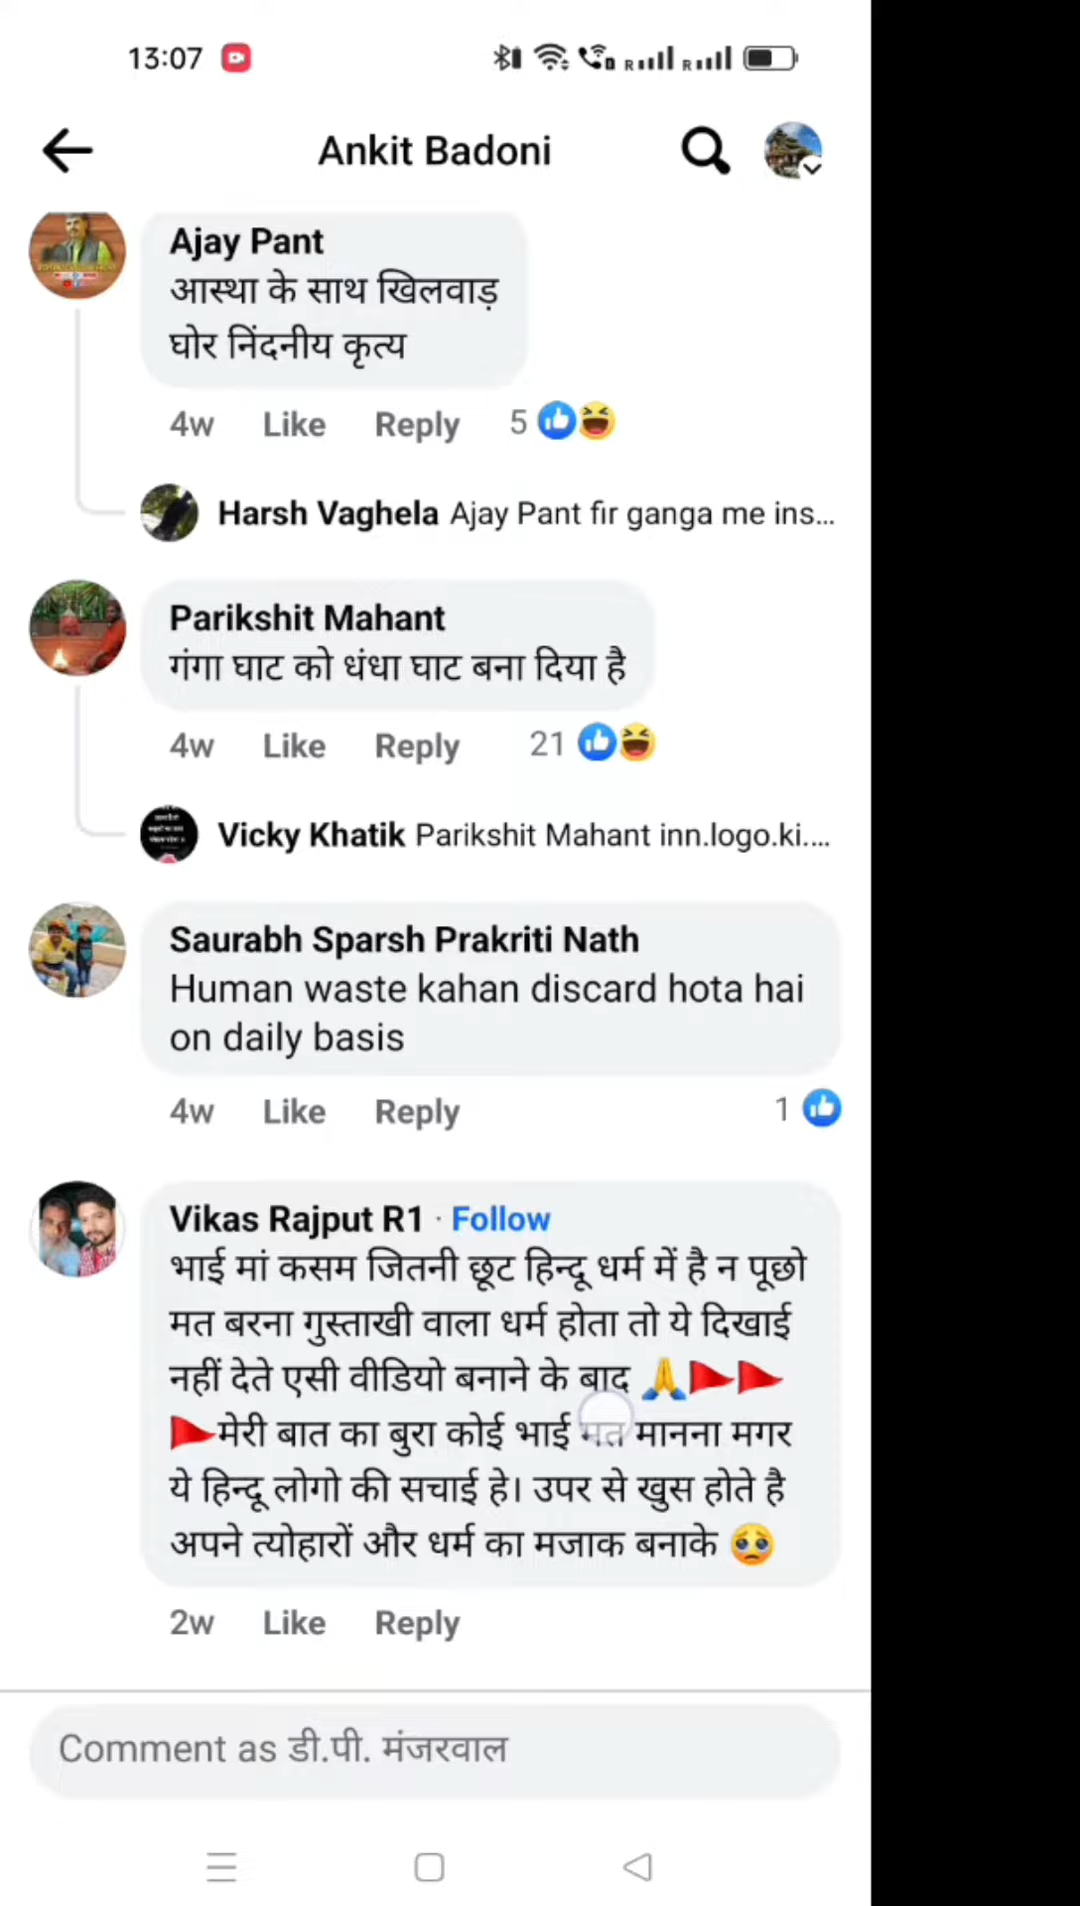 13:07
Ankit Badoni
Ajay Pant
आस्था के साथ खिलवाड़
घोर निंदनीय कृत्य
4w Like Reply 5
Harsh Vaghela Ajay Pant fir ganga me ins...
Parikshit Mahant
गंगा घाट को धंधा घाट बना दिया है
4w Like Reply 21
Vicky Khatik Parikshit Mahant inn.logo.ki....
Saurabh Sparsh Prakriti Nath
Human waste kahan discard hota hai
on daily basis
4w Like Reply 1
Vikas Rajput R1 · Follow
भाई मां कसम जितनी छूट हिन्दू धर्म में है न पूछो
मत बरना गुस्ताखी वाला धर्म होता तो ये दिखाई
नहीं देते एसी वीडियो बनाने के बाद 🙏🚩🚩
🚩मेरी बात का बुरा कोई भाई मत मानना मगर
ये हिन्दू लोगो की सचाई हे। उपर से खुस होते है
अपने त्योहारों और धर्म का मजाक बनाके 🥺
2w Like Reply
Comment as डी.पी. मंजरवाल